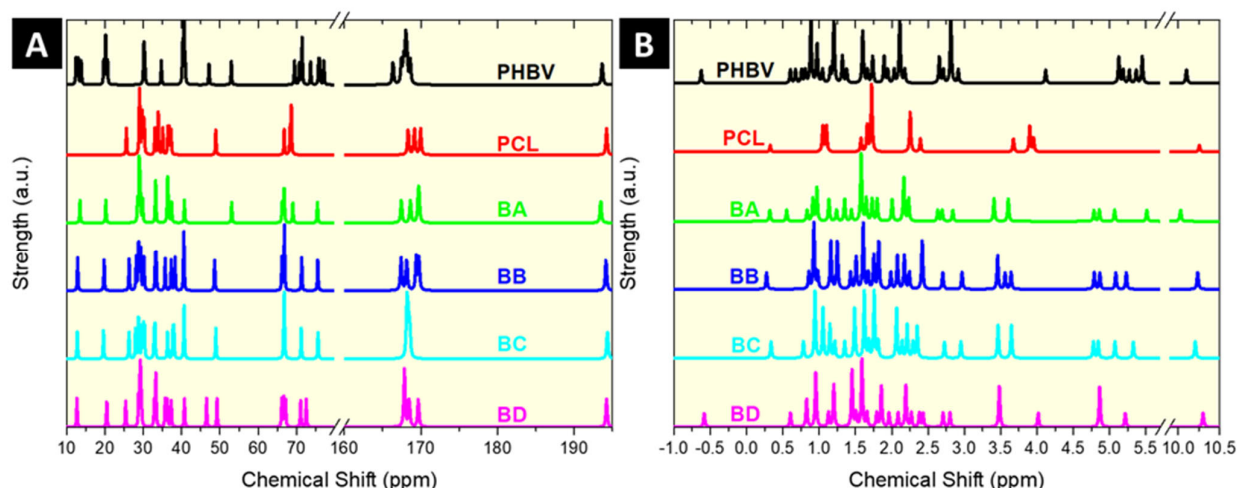 A
B
PHBV
PCL
BA
BB
BC
BD
PHBV
PCL
BA
BB
BC
BD
Strength (a.u.)
Strength (a.u.)
10 20 30 40 50 60 70 160 170 180 190
-1.0 -0.5 0.0 0.5 1.0 1.5 2.0 2.5 3.0 3.5 4.0 4.5 5.0 5.5 10.0 10.5
Chemical Shift (ppm)
Chemical Shift (ppm)